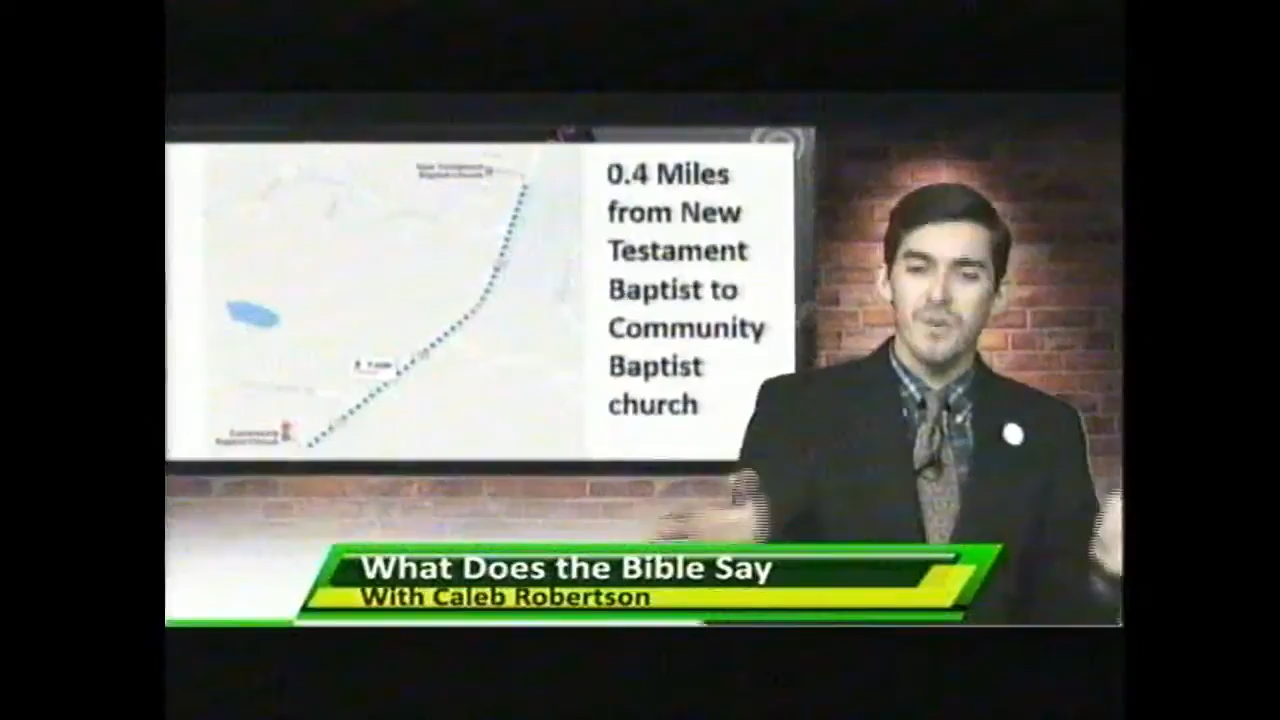 0.4 Miles
from New
Testament
Baptist to
Community
Baptist
church
What Does the Bible Say
With Caleb Robertson